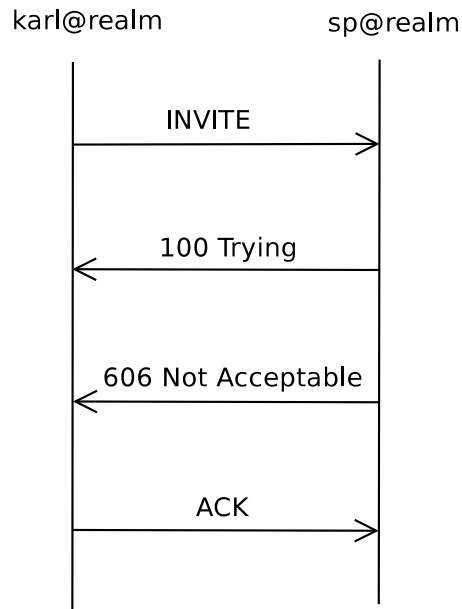 karl@realm
sp@realm
INVITE
100 Trying
606 Not Acceptable
ACK